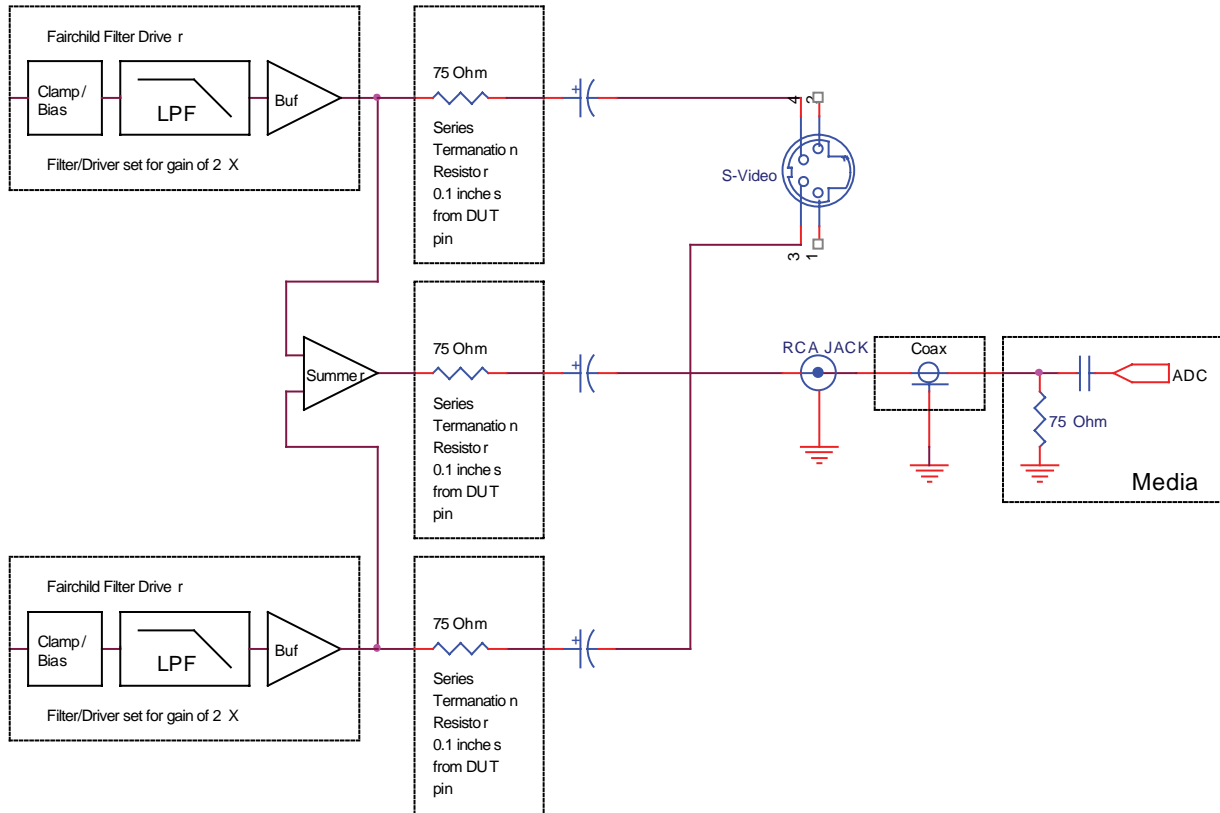 Fairchild Filter Drive r
Clamp /
Bias
LPF
Buf
Filter/Driver set for gain of 2 X
75 Ohm
Series
Termanatio n
Resisto r
0.1 inche s
from DU T
pin
4
2
S-Video
3
1
Summe r
75 Ohm
Series
Termanatio n
Resisto r
0.1 inche s
from DU T
pin
RCA JACK
Coax
ADC
75 Ohm
Media
Fairchild Filter Drive r
Clamp /
Bias
LPF
Buf
Filter/Driver set for gain of 2 X
75 Ohm
Series
Termanatio n
Resisto r
0.1 inche s
from DU T
pin